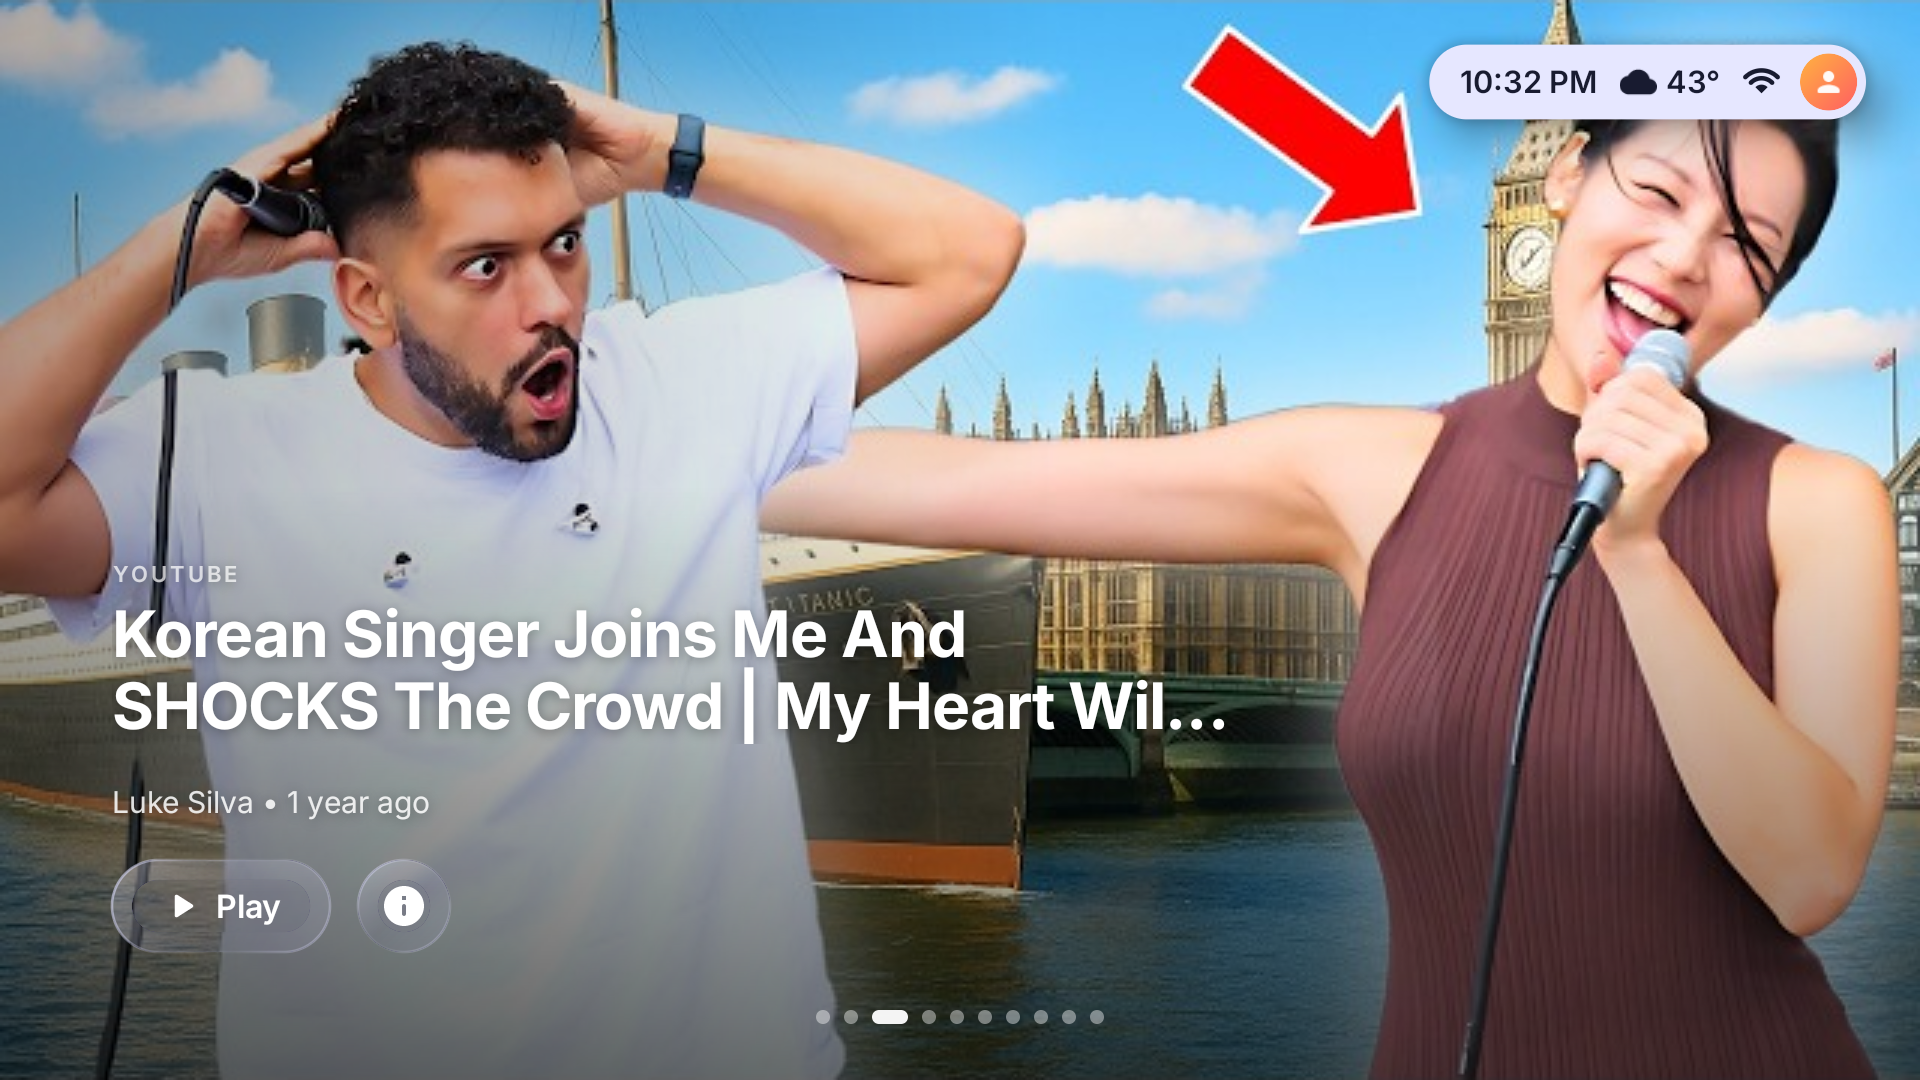 10:32 PM 43°
TITANIC
YOUTUBE
Korean Singer Joins Me And
SHOCKS The Crowd | My Heart Wil...
Luke Silva • 1 year ago
Play